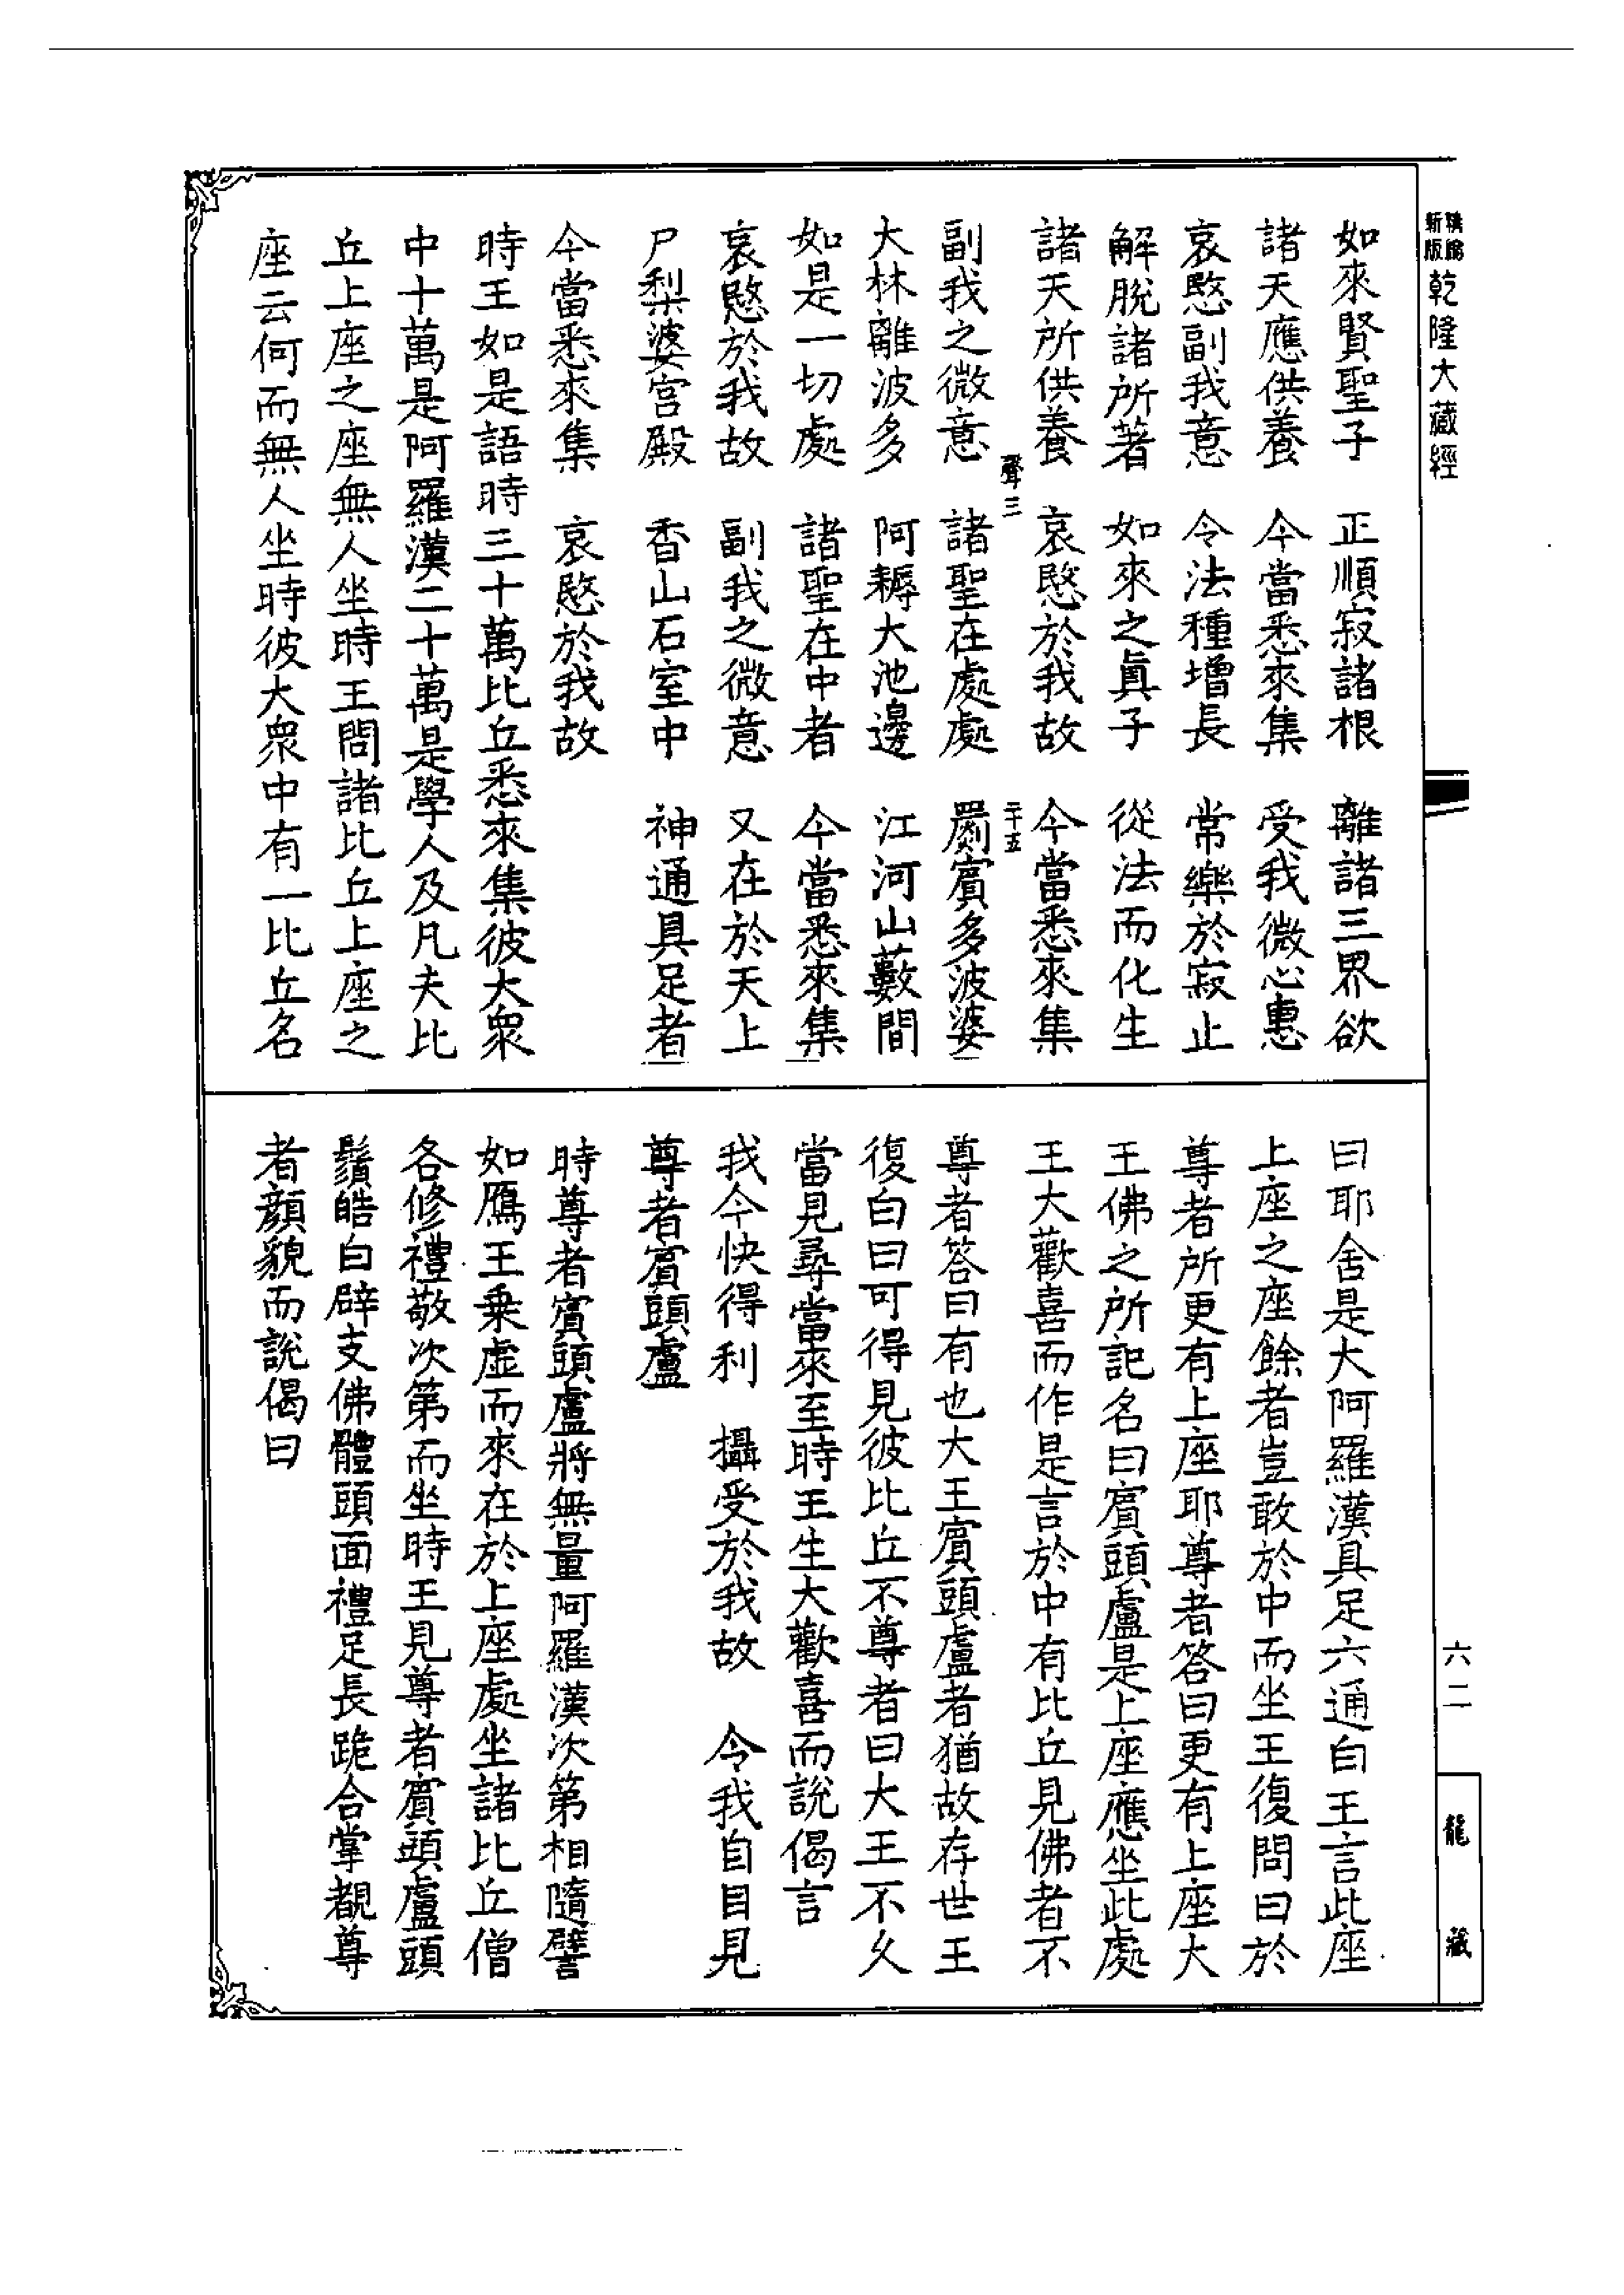 新版
精縮
乾隆大藏經
如來賢聖子　正順寂諸根　離諸三界欲
諸天應供養　今當悉來集　受我微心惠
哀愍副我意　令法種增長　常樂於寂止
解脫諸所著　如來之眞子　從法而化生
諸天所供養　哀愍於我故　今當悉來集
聲三　二十五
副我之微意　諸聖在處處　罽賓多波婆
大林離波多　阿耨大池邊　江河山藪間
如是一切處　諸聖在中者　今當悉來集
哀愍於我故　副我之微意　又在於天上
尸梨婆宮殿　香山石室中　神通具足者
今當悉來集　哀愍於我故
時王如是語時三十萬比丘悉來集彼大眾
中十萬是阿羅漢二十萬是學人及凡夫比
丘上座之座無人坐時王問諸比丘上座之
座云何而無人坐時彼大眾中有一比丘名
曰耶舍是大阿羅漢具足六通白王言此座
上座之座餘者豈敢於中而坐王復問曰於
尊者所更有上座耶尊者答曰更有上座大
王佛之所記名曰賓頭盧是上座應坐此處
王大歡喜而作是言於中有比丘見佛者不
尊者答曰有也大王賓頭盧者猶故存世王
復白曰可得見彼比丘不尊者曰大王不久
當見尋當來至時王生大歡喜而說偈言
我今快得利　攝受於我故　令我自目見
尊者賓頭盧
時尊者賓頭盧將無量阿羅漢次第相隨譬
如鴈王乗虛而來在於上座處坐諸比丘僧
各修禮敬次第而坐時王見尊者賓頭盧頭
鬚皓白辟支佛體頭面禮足長跪合掌覩尊
者顏貌而說偈曰
六二
龍藏